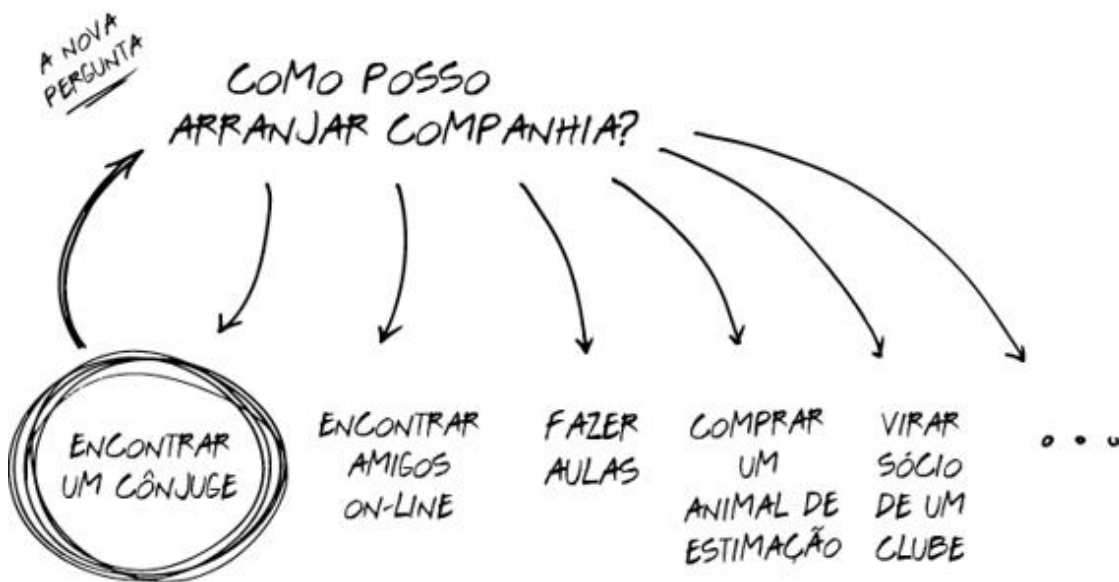 A NOVA
PERGUNTA
COMO POSSO
ARRANJAR COMPANHIA?
ENCONTRAR
UM CÔNJUGE
ENCONTRAR
AMIGOS
ON-LINE
FAZER
AULAS
COMPRAR
UM
ANIMAL DE
ESTIMAÇÃO
VIRAR
SÓCIO
DE UM
CLUBE
...